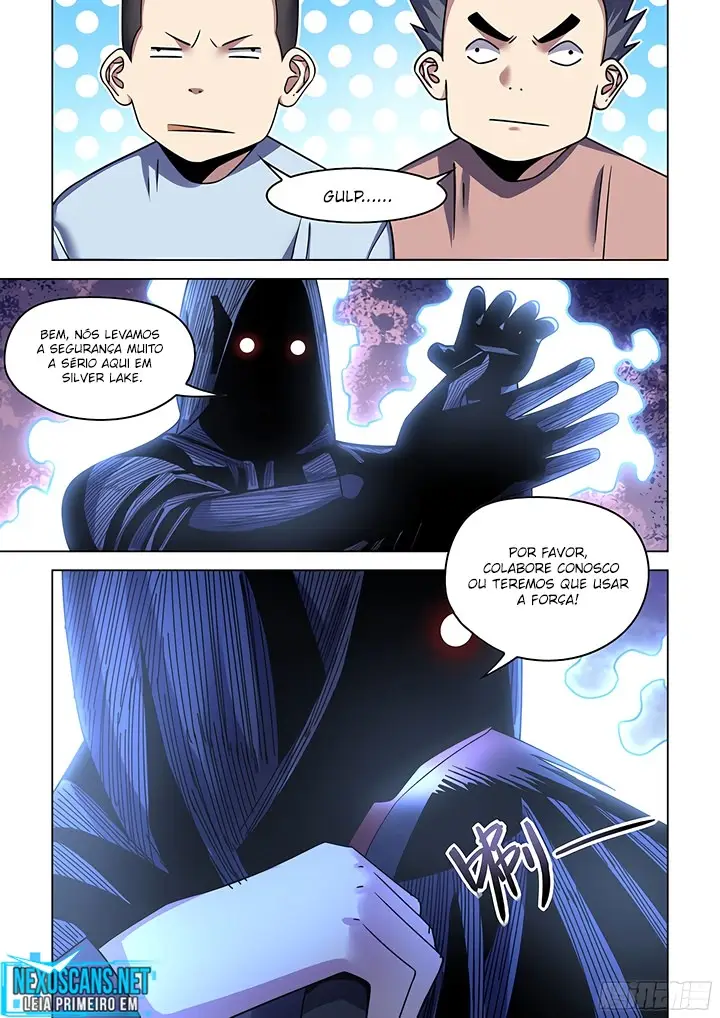 GULP......
BEM, NÓS LEVAMOS
A SEGURANÇA MUITO
A SÉRIO AQUI EM
SILVER LAKE.
POR FAVOR,
COLABORE CONOSCO
OU TEREMOS QUE USAR
A FORÇA!
NEXOSCANS.NET
LEIA PRIMEIRO EM